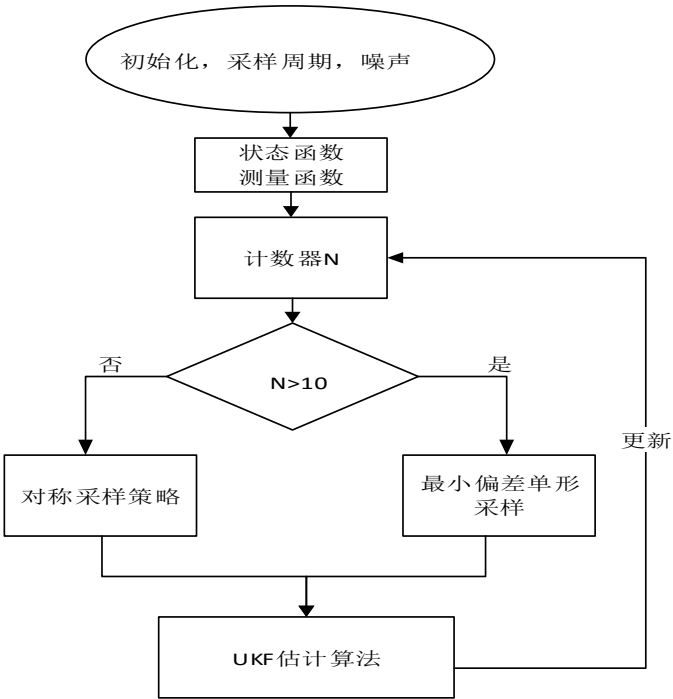 初始化，采样周期，噪声
状态函数
测量函数
计数器N
否
是
N>10
更新
对称采样策略
最小偏差单形
采样
UKF估计算法